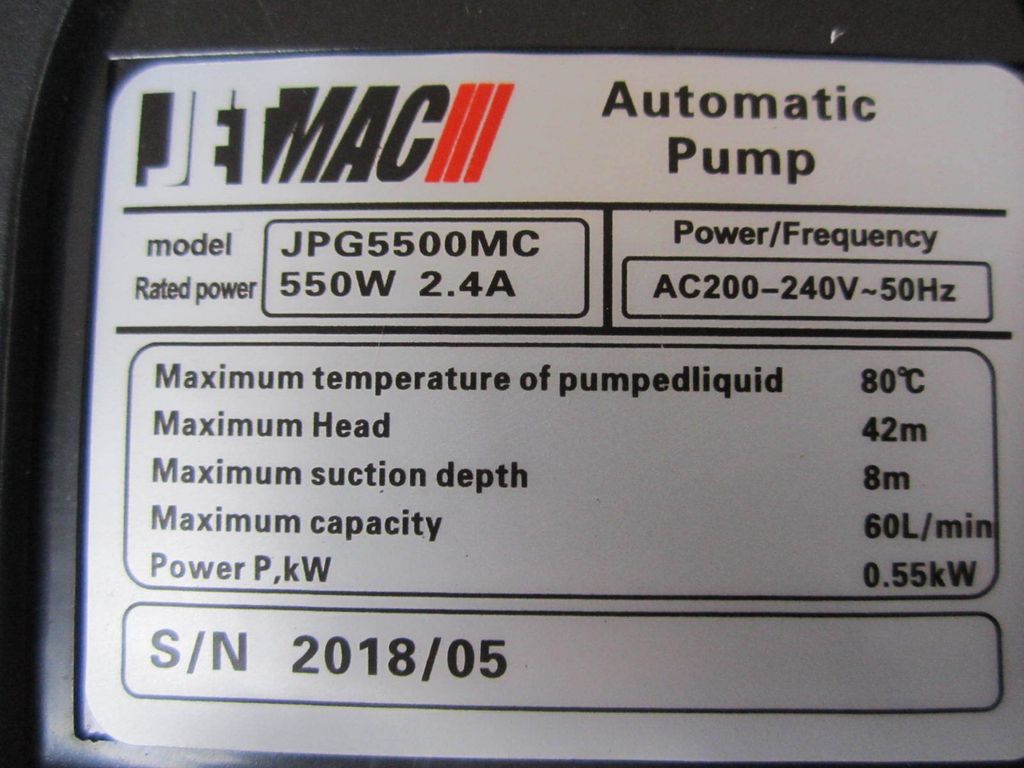 JETMAC
Automatic
Pump
model JPG5500MC
Rated power 550W 2.4A
Power/Frequency
AC200-240V~50Hz
Maximum temperature of pumpedliquid 80℃
Maximum Head 42m
Maximum suction depth 8m
Maximum capacity 60L/min
Power P,kW 0.55kW
S/N 2018/05